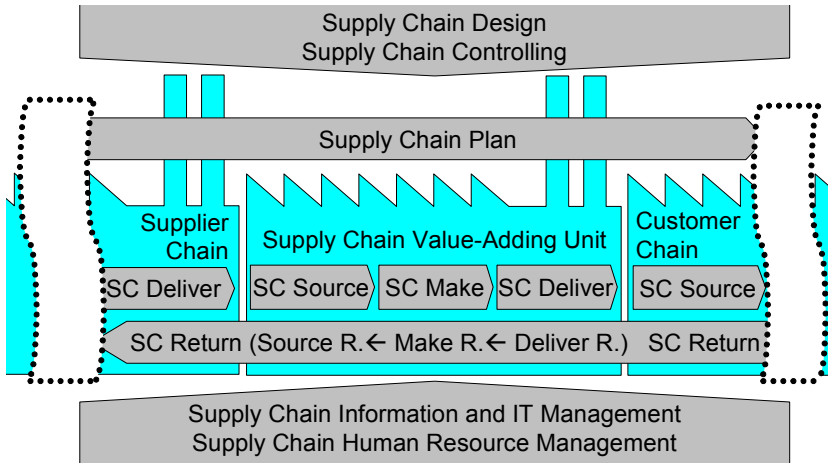 Supply Chain Design
Supply Chain Controlling
Supply Chain Plan
Supplier
Chain
Supply Chain Value-Adding Unit
Customer
Chain
SC Deliver
SC Source
SC Make
SC Deliver
SC Source
SC Return (Source R.← Make R.← Deliver R.)
SC Return
Supply Chain Information and IT Management
Supply Chain Human Resource Management